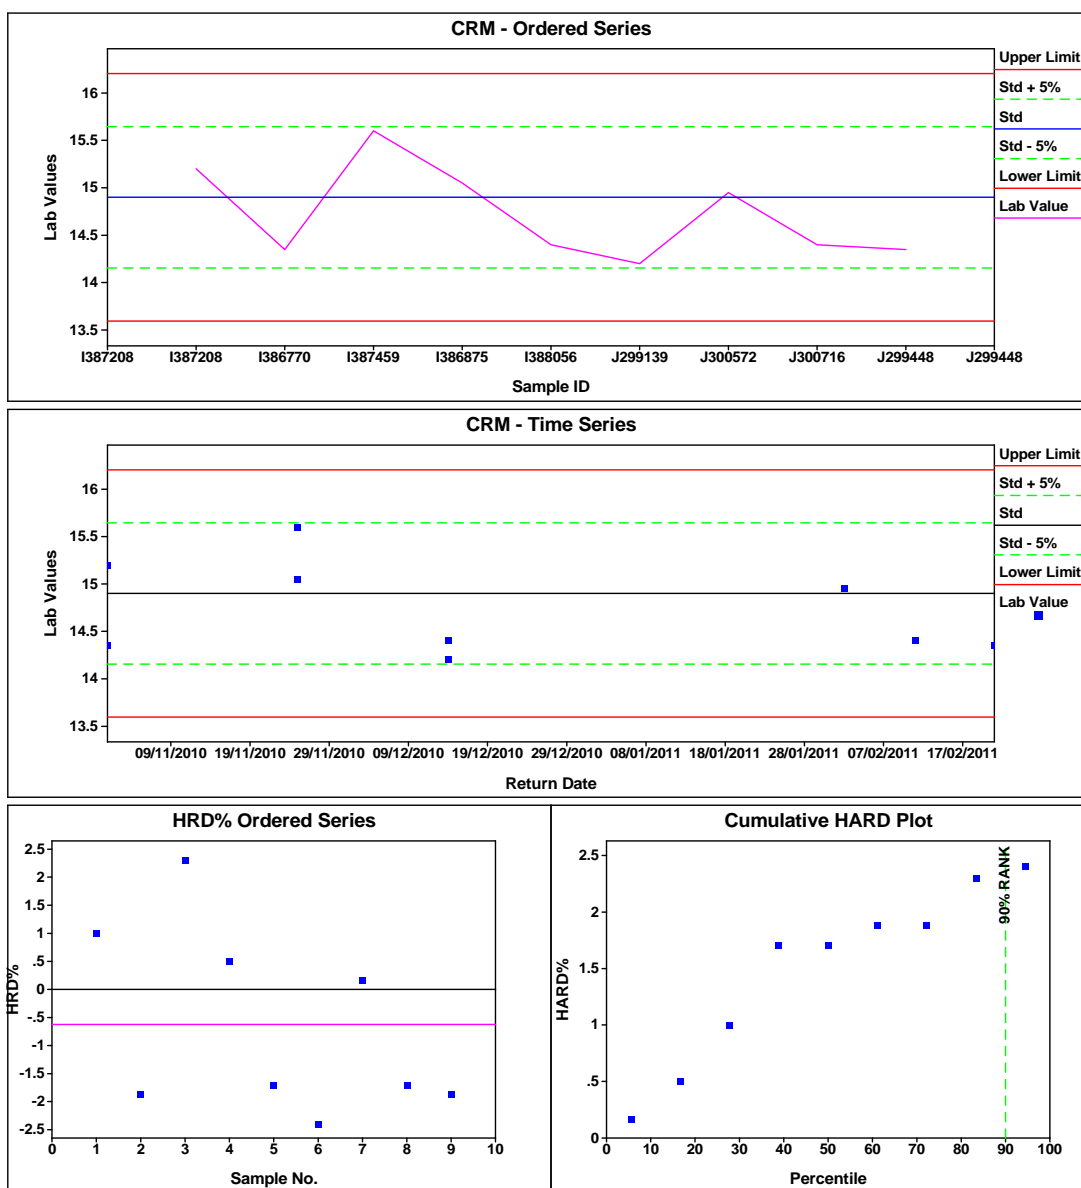 CRM - Ordered Series
Upper Limit
Std + 5%
Std
Std - 5%
Lower Limit
Lab Value
Lab Values
16
15.5
15
14.5
14
13.5
I387208 I387208 I386770 I387459 I386875 I388056 J299139 J300572 J300716 J299448 J299448
Sample ID
CRM - Time Series
Upper Limit
Std + 5%
Std
Std - 5%
Lower Limit
Lab Value
Lab Values
16
15.5
15
14.5
14
13.5
09/11/2010 19/11/2010 29/11/2010 09/12/2010 19/12/2010 29/12/2010 08/01/2011 18/01/2011 28/01/2011 07/02/2011 17/02/2011
Return Date
HRD% Ordered Series
HRD%
2.5
2
1.5
1
.5
0
-.5
-1
-1.5
-2
-2.5
0 1 2 3 4 5 6 7 8 9 10
Sample No.
Cumulative HARD Plot
HARD%
2.5
2
1.5
1
.5
0
90% RANK
0 10 20 30 40 50 60 70 80 90 100
Percentile